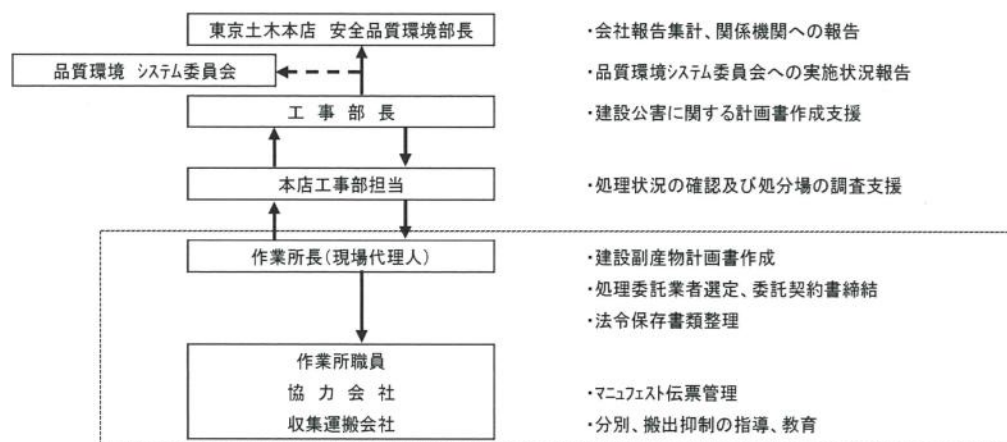 東京土木本店 安全品質環境部長
・会社報告集計、関係機関への報告
品質環境 システム委員会
・品質環境システム委員会への実施状況報告
工 事 部 長
・建設公害に関する計画書作成支援
本店工事部担当
・処理状況の確認及び処分場の調査支援
作業所長(現場代理人)
・建設副産物計画書作成
・処理委託業者選定、委託契約書締結
・法令保存書類整理
作業所職員
協 力 会 社
・マニュフェスト伝票管理
収集運搬会社
・分別、搬出抑制の指導、教育